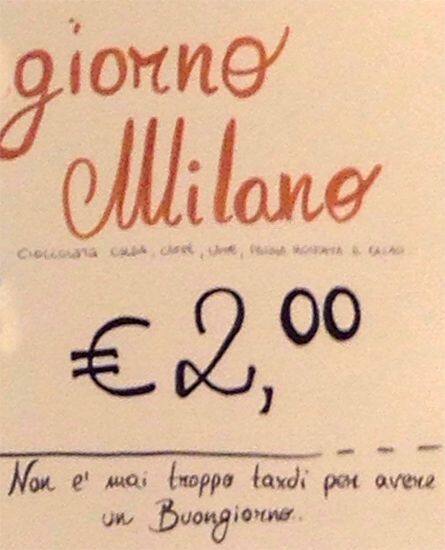 giorno
Milano
CIOCCOLATA CALDA, CAFFÈ, LATTE, PANNA MONTATA E CACAO
€ 2,00
Non e' mai troppo tardi per avere
un Buongiorno..